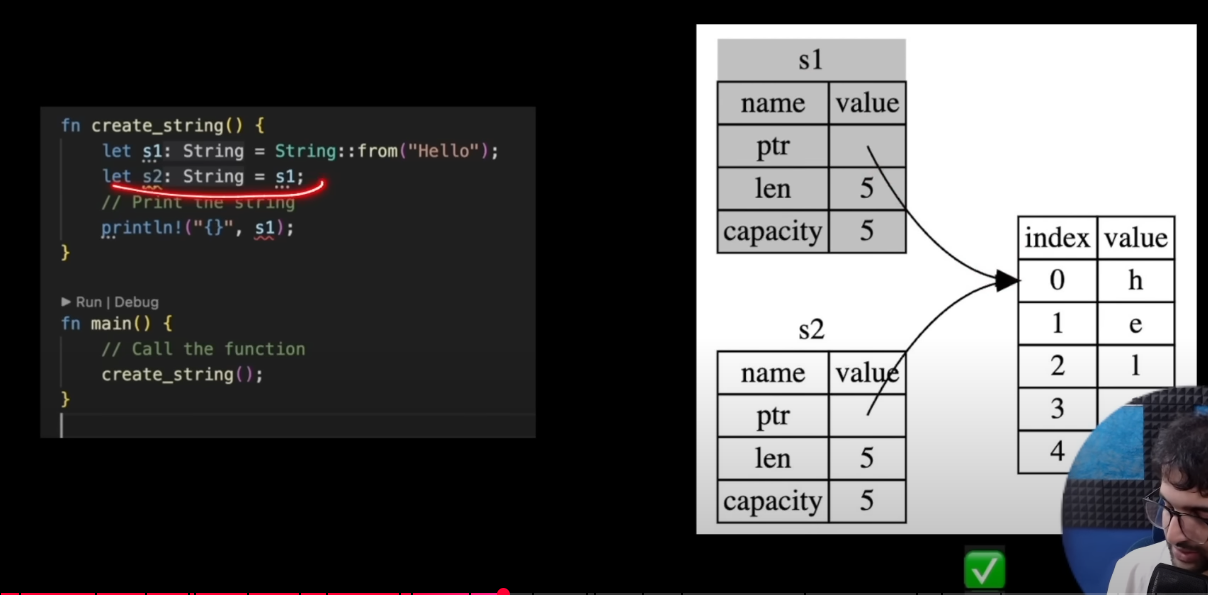 fn create_string() {
let s1: String = String::from("Hello");
let s2: String = s1;
// Print the string
println!("{}", s1);
}
Run | Debug
fn main() {
// Call the function
create_string();
}
s1
name value
ptr
len 5
capacity 5
s2
name value
ptr
len 5
capacity 5
index value
0 h
1 e
2 l
3
4